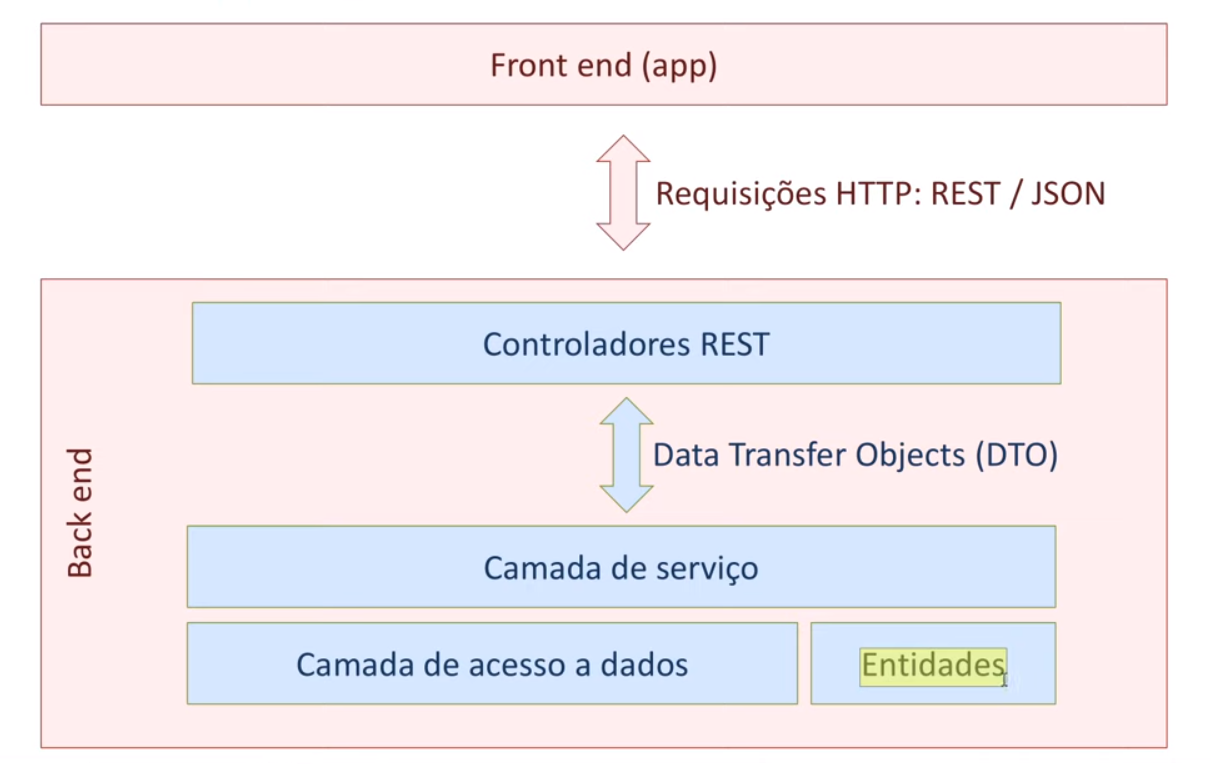 Front end (app)
Requisições HTTP: REST / JSON
Controladores REST
Data Transfer Objects (DTO)
Back end
Camada de serviço
Camada de acesso a dados
Entidades